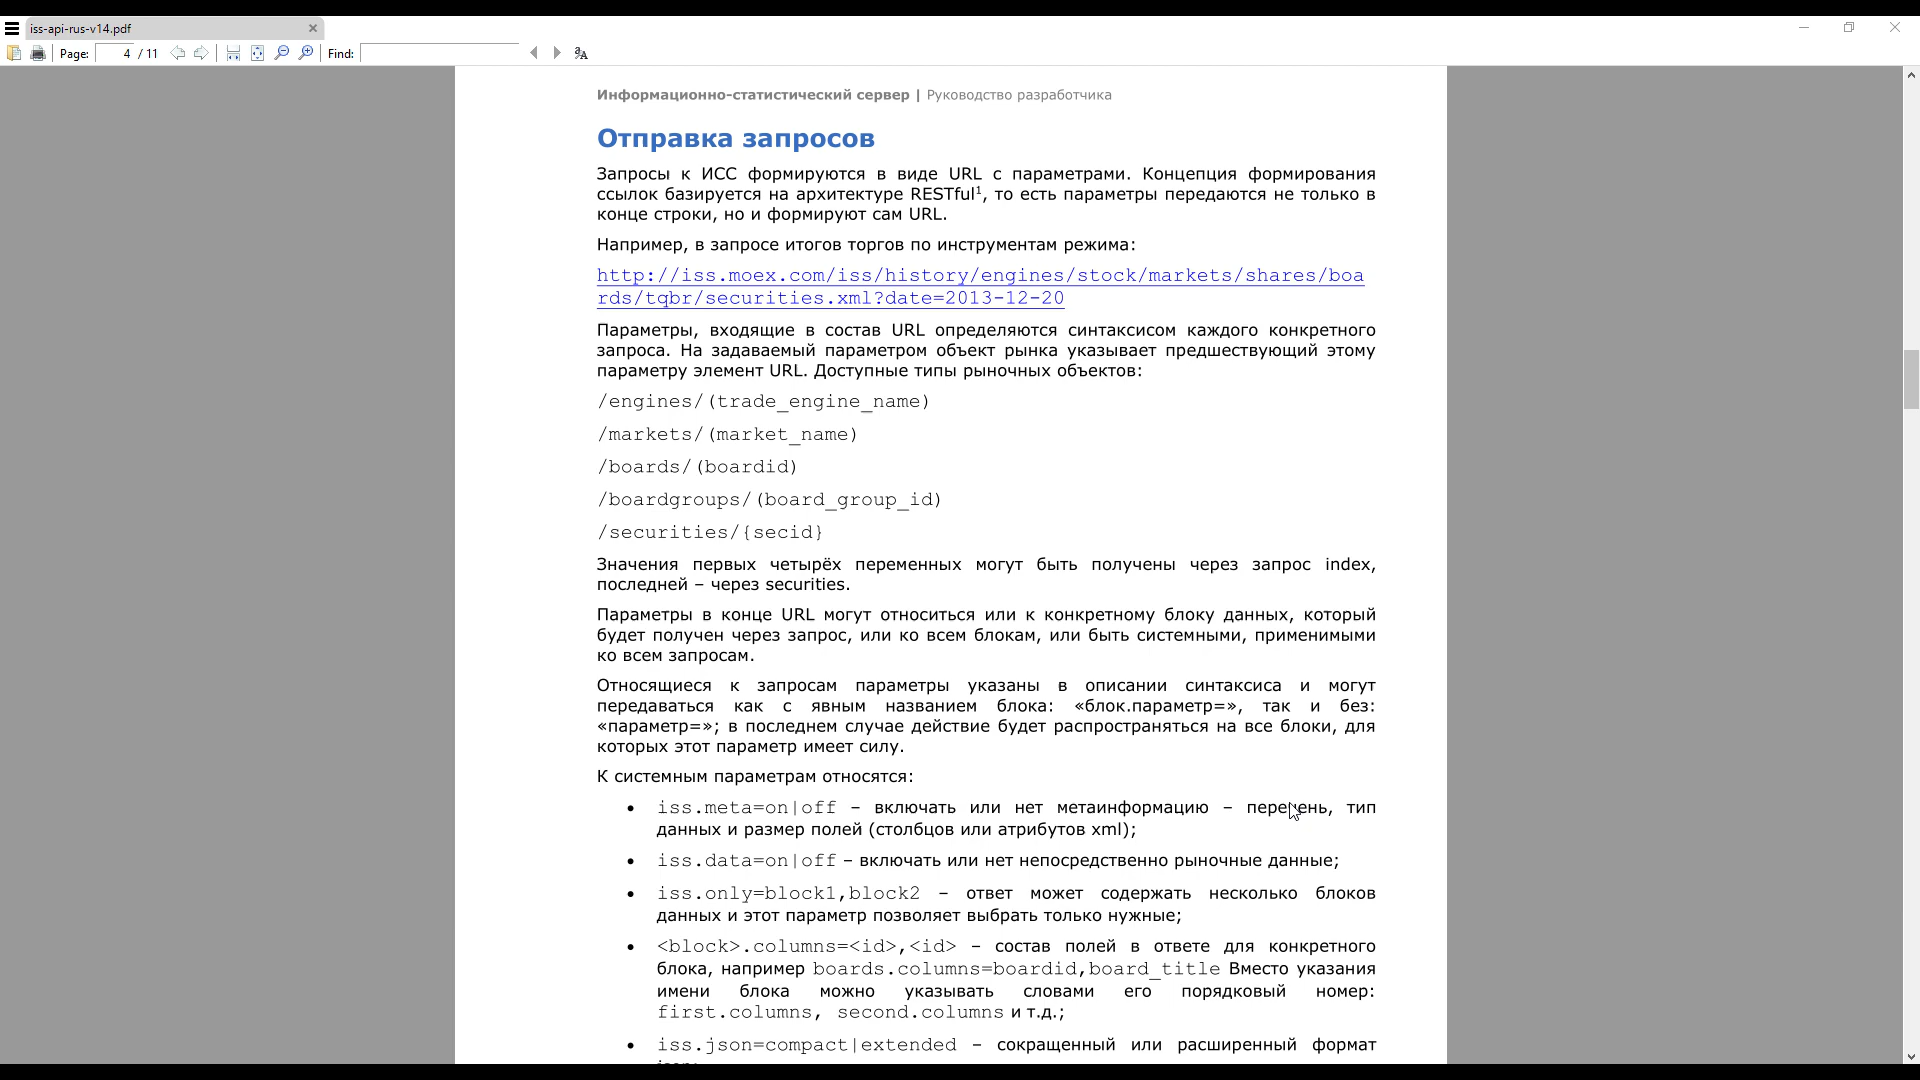 iss-api-rus-v14.pdf
Page: 4 / 11 Find:
Информационно-статистический сервер | Руководство разработчика
Отправка запросов
Запросы к ИСС формируются в виде URL с параметрами. Концепция формирования
ссылок базируется на архитектуре RESTful¹, то есть параметры передаются не только в
конце строки, но и формируют сам URL.
Например, в запросе итогов торгов по инструментам режима:
http://iss.moex.com/iss/history/engines/stock/markets/shares/boa
rds/tqbr/securities.xml?date=2013-12-20
Параметры, входящие в состав URL определяются синтаксисом каждого конкретного
запроса. На задаваемый параметром объект рынка указывает предшествующий этому
параметру элемент URL. Доступные типы рыночных объектов:
/engines/(trade_engine_name)
/markets/(market_name)
/boards/(boardid)
/boardgroups/(board_group_id)
/securities/{secid}
Значения первых четырёх переменных могут быть получены через запрос index,
последней – через securities.
Параметры в конце URL могут относиться или к конкретному блоку данных, который
будет получен через запрос, или ко всем блокам, или быть системными, применимыми
ко всем запросам.
Относящиеся к запросам параметры указаны в описании синтаксиса и могут
передаваться как с явным названием блока: «блок.параметр=», так и без:
«параметр=»; в последнем случае действие будет распространяться на все блоки, для
которых этот параметр имеет силу.
К системным параметрам относятся:
• iss.meta=on|off – включать или нет метаинформацию – перечень, тип
данных и размер полей (столбцов или атрибутов xml);
• iss.data=on|off – включать или нет непосредственно рыночные данные;
• iss.only=block1,block2 – ответ может содержать несколько блоков
данных и этот параметр позволяет выбрать только нужные;
• <block>.columns=<id>,<id> – состав полей в ответе для конкретного
блока, например boards.columns=boardid,board_title Вместо указания
имени блока можно указывать словами его порядковый номер:
first.columns, second.columns и т.д.;
• iss.json=compact|extended – сокращенный или расширенный формат